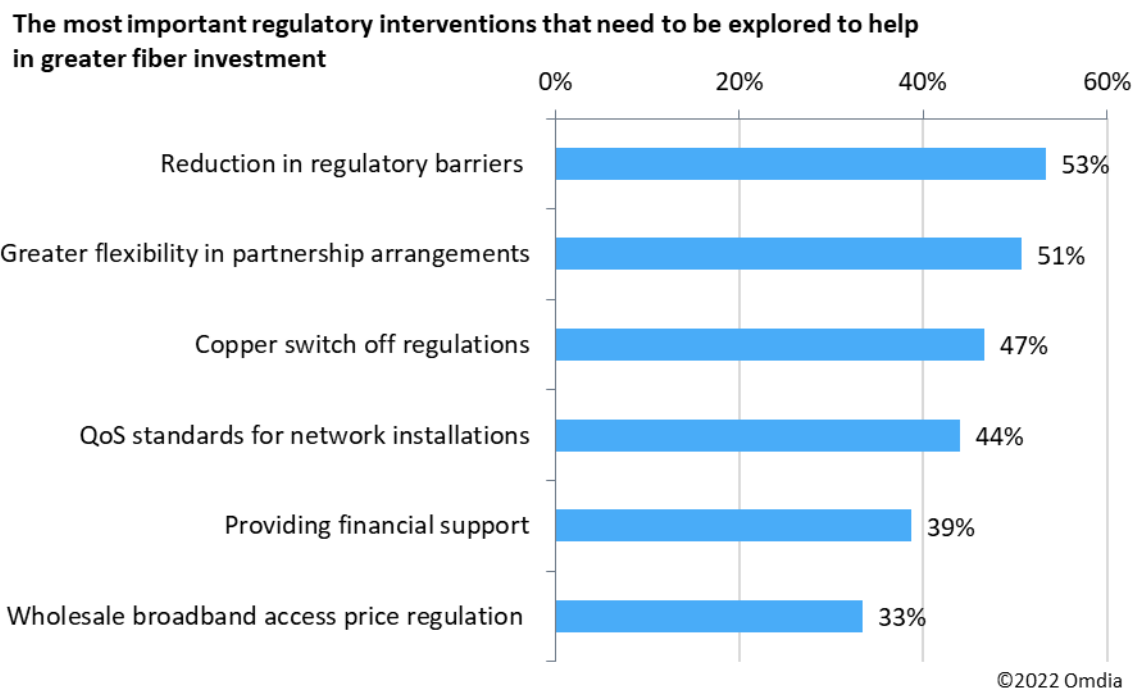 The most important regulatory interventions that need to be explored to help
in greater fiber investment
0% 20% 40% 60%
Reduction in regulatory barriers 53%
Greater flexibility in partnership arrangements 51%
Copper switch off regulations 47%
QoS standards for network installations 44%
Providing financial support 39%
Wholesale broadband access price regulation 33%
©2022 Omdia